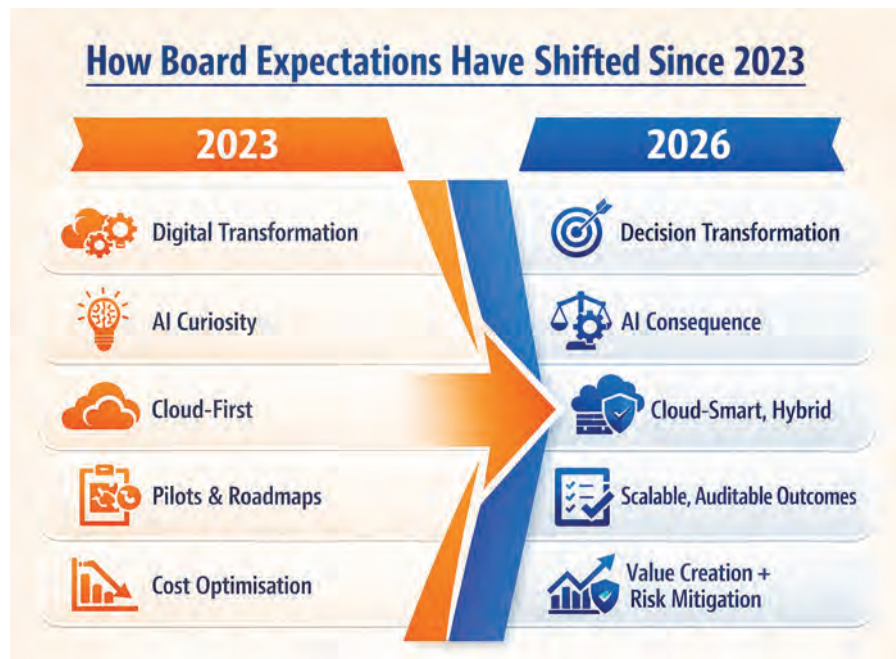 How Board Expectations Have Shifted Since 2023
2023
2026
Digital Transformation
Decision Transformation
AI Curiosity
AI Consequence
Cloud-First
Cloud-Smart, Hybrid
Pilots & Roadmaps
Scalable, Auditable Outcomes
Cost Optimisation
Value Creation +
Risk Mitigation